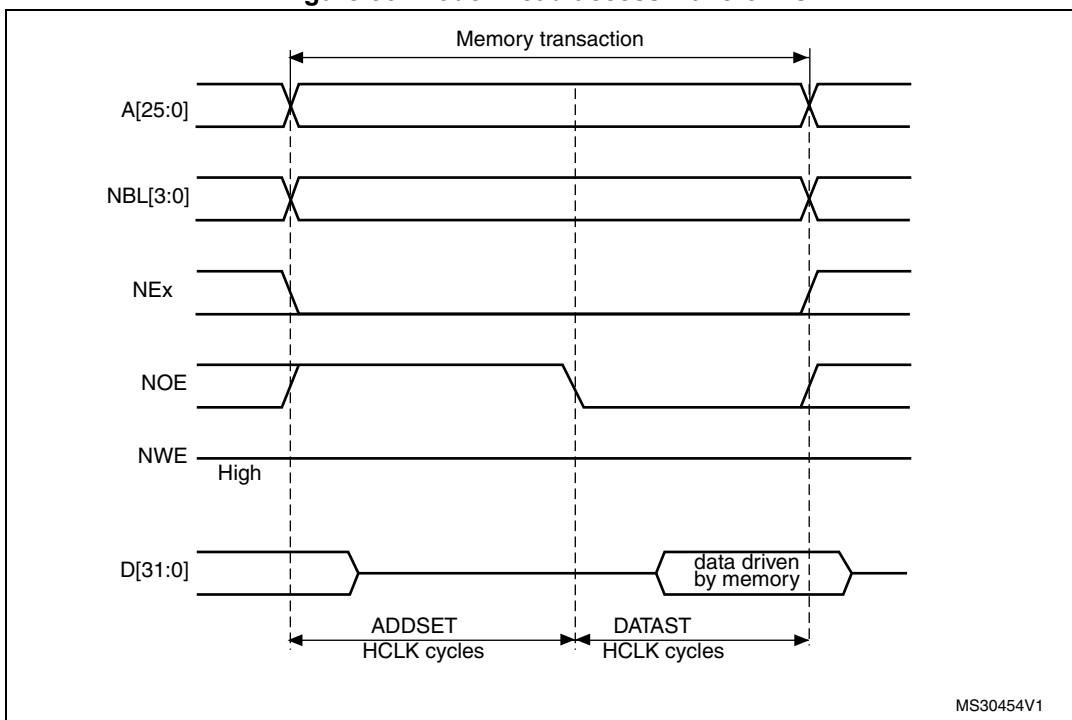 Memory transaction
A[25:0]
NBL[3:0]
NEx
NOE
NWE
High
D[31:0]
data driven
by memory
ADDSET
DATAST
HCLK cycles
HCLK cycles
MS30454V1